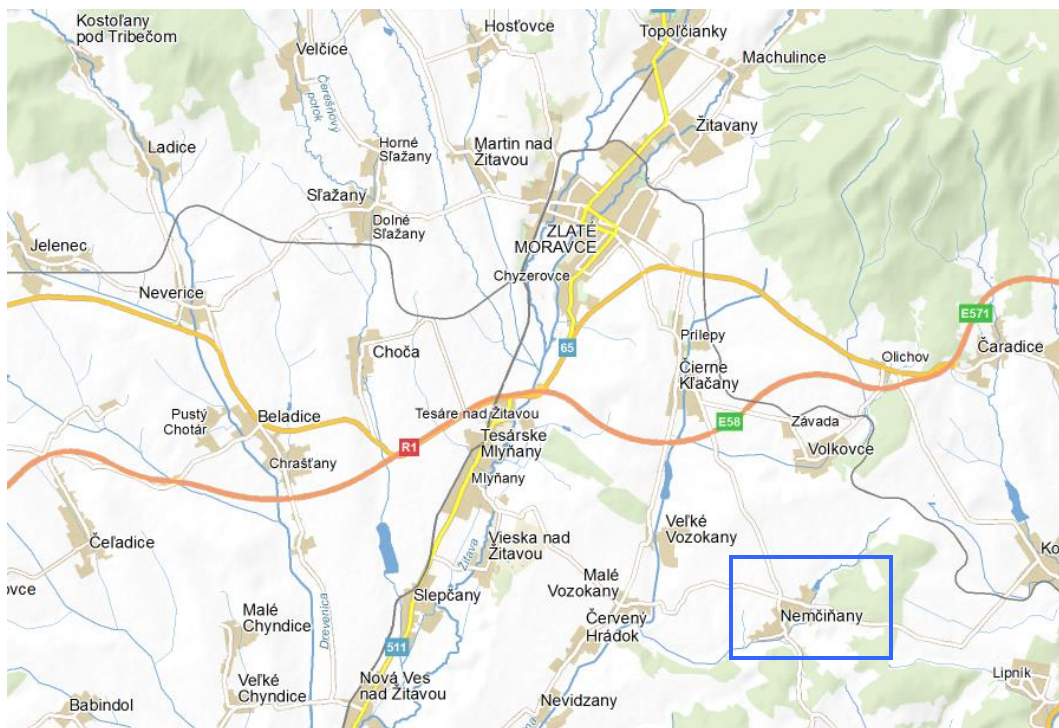 Kostoľany
pod Tribečom
Velčice
Hosťovce
Topoľčianky
Machulince
Čerešňový
potok
Žitavany
Ladice
Horné
Sľažany
Martin nad
Žitavou
Sľažany
Dolné
Sľažany
ZLATÉ
MORAVCE
Jelenec
Chyzerovce
Neverice
E571
Prílepy
65
Choča
Olichov
Čaradice
Čierne
Kľačany
Pustý
Chotár
Beladice
Tesáre nad Žitavou
E58
Závada
R1
Tesárske
Mlyňany
Volkovce
Chrašťany
Mlyňany
Veľké
Vozokany
Čeľadice
Vieska nad
Žitavou
Žitava
Ko
ovce
Malé
Vozokany
Slepčany
Malé
Chyndice
Drevenica
Červený
Hrádok
Nemčiňany
511
Lipník
Nová Ves
nad Žitavou
Veľké
Chyndice
Nevidzany
Babindol